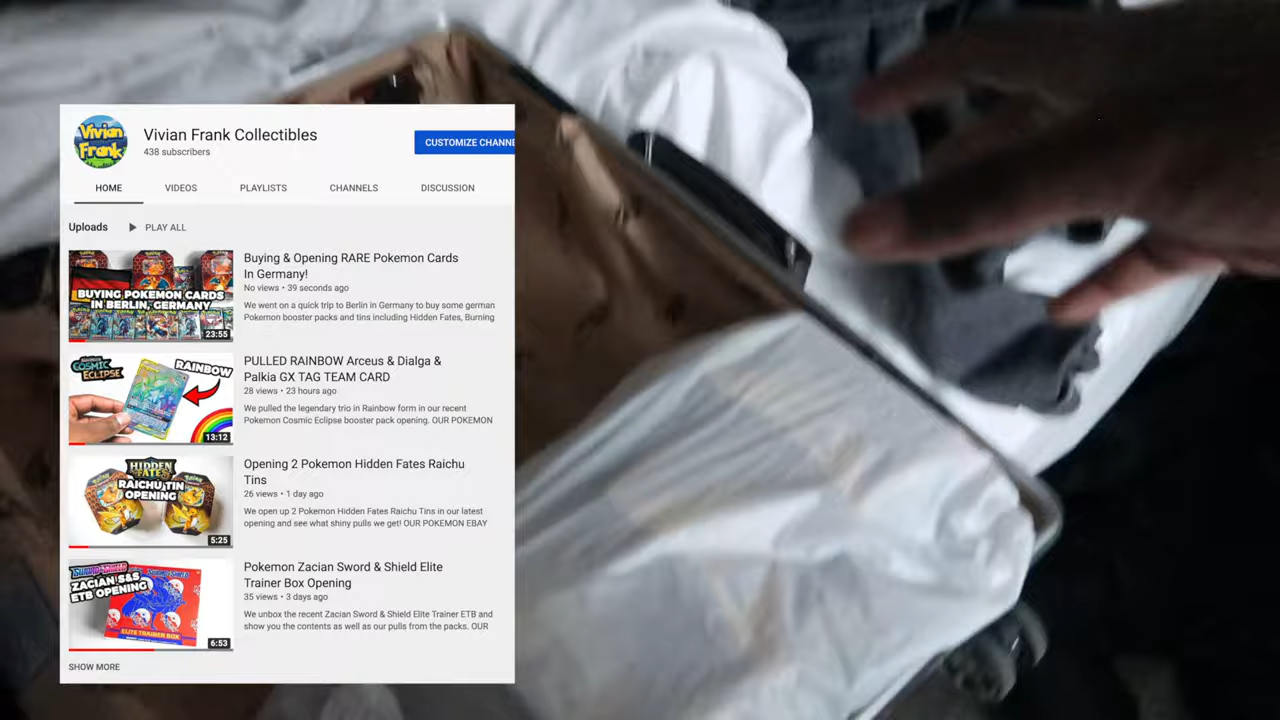 Vivian Frank
Vivian Frank Collectibles
438 subscribers
CUSTOMIZE CHANNE
HOME
VIDEOS
PLAYLISTS
CHANNELS
DISCUSSION
Uploads
PLAY ALL
BUYING POKEMON CARDS
IN BERLIN, GERMANY
23:55
Buying & Opening RARE Pokemon Cards
In Germany!
No views • 39 seconds ago
We went on a quick trip to Berlin in Germany to buy some german
Pokemon booster packs and tins including Hidden Fates, Burning
COSMIC
ECLIPSE
RAINBOW
13:12
PULLED RAINBOW Arceus & Dialga &
Palkia GX TAG TEAM CARD
28 views • 23 hours ago
We pulled the legendary trio in Rainbow form in our recent
Pokemon Cosmic Eclipse booster pack opening. OUR POKEMON
HIDDEN
FATES
RAICHU TIN
OPENING
5:25
Opening 2 Pokemon Hidden Fates Raichu
Tins
26 views • 1 day ago
We open up 2 Pokemon Hidden Fates Raichu Tins in our latest
opening and see what shiny pulls we get! OUR POKEMON EBAY
ZACIAN S&S
ETB OPENING
ELITE TRAINER BOX
6:53
Pokemon Zacian Sword & Shield Elite
Trainer Box Opening
35 views • 3 days ago
We unbox the recent Zacian Sword & Shield Elite Trainer ETB and
show you the contents as well as our pulls from the packs. OUR
SHOW MORE